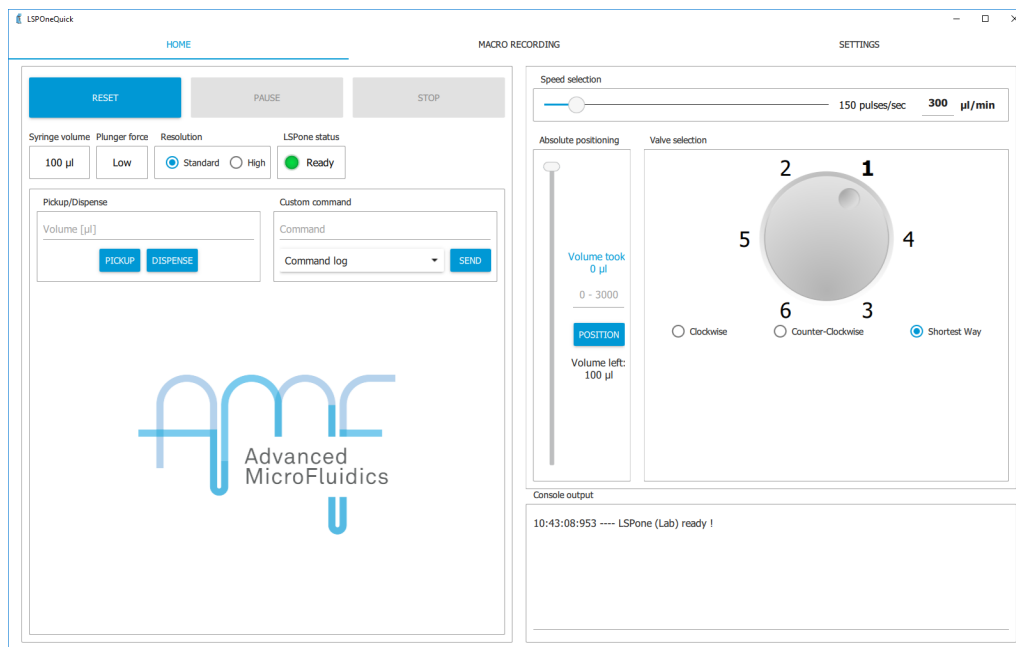 LSPOneQuick
HOME
MACRO RECORDING
SETTINGS
RESET
PAUSE
STOP
Syringe volume
Plunger force
Resolution
LSPone status
100 µl
Low
Standard
High
Ready
Pickup/Dispense
Volume [µl]
PICKUP
DISPENSE
Custom command
Command
Command log
SEND
Advanced
MicroFluidics
Speed selection
150 pulses/sec
300 µl/min
Absolute positioning
Volume took
0 µl
0 - 3000
POSITION
Volume left:
100 µl
Valve selection
2
1
5
4
6
3
Clockwise
Counter-Clockwise
Shortest Way
Console output
10:43:08:953 ---- LSPone (Lab) ready !